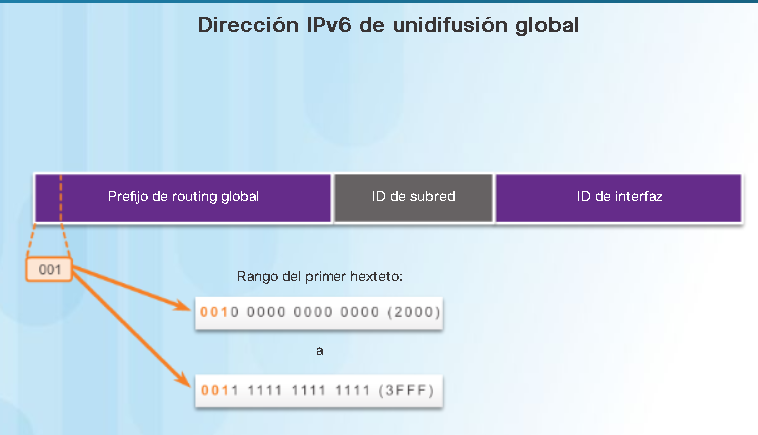 Dirección IPv6 de unidifusión global
Prefijo de routing global ID de subred ID de interfaz
001
Rango del primer hexteto:
0010 0000 0000 0000 (2000)
a
0011 1111 1111 1111 (3FFF)